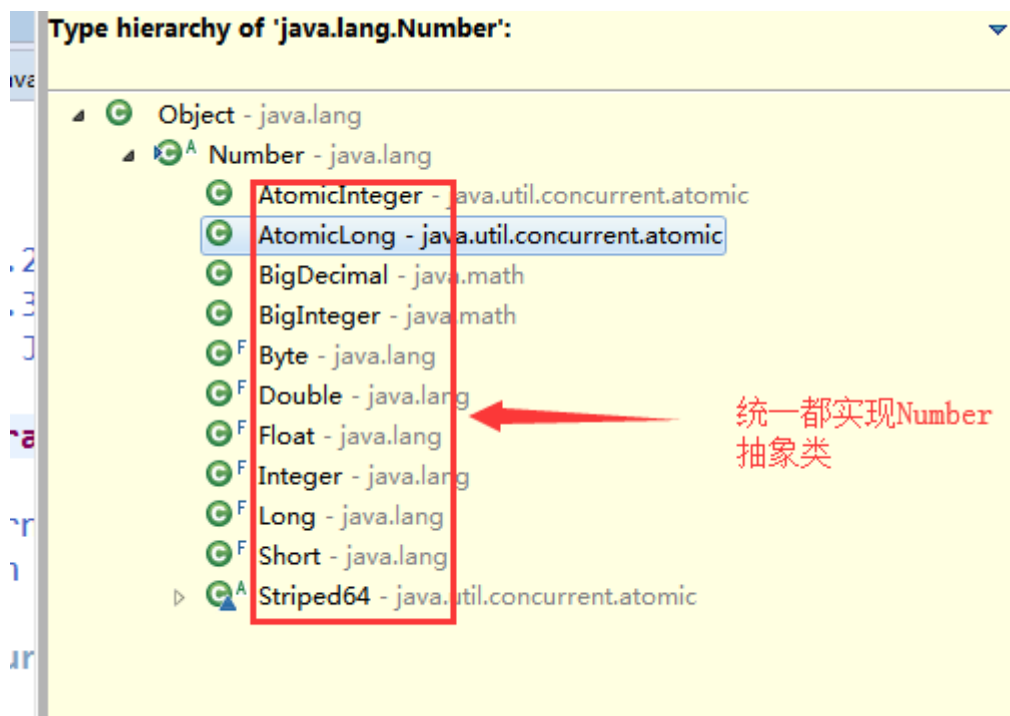 Type hierarchy of 'java.lang.Number':
Object - java.lang
Number - java.lang
AtomicInteger - java.util.concurrent.atomic
AtomicLong - java.util.concurrent.atomic
BigDecimal - java.math
BigInteger - java.math
Byte - java.lang
Double - java.lang
Float - java.lang
Integer - java.lang
Long - java.lang
Short - java.lang
Striped64 - java.util.concurrent.atomic
统一都实现Number
抽象类